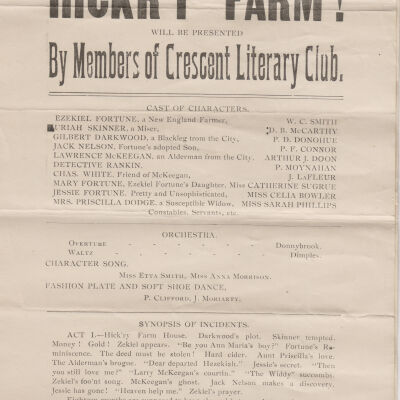 HICK'RY FARM!
WILL BE PRESENTED
By Members of Crescent Literary Club.
CAST OF CHARACTERS.
EZEKIEL FORTUNE, a New England Farmer, W. C. SMITH
URIAH SKINNER, a Miser, D. B. McCARTHY
GILBERT DARKWOOD, a Blackleg from the City, P. D. DONOHUE
JACK NELSON, Fortune's adopted Son, P. F. CONNOR
LAWRENCE McKEEGAN, an Alderman from the City, ARTHUR J. DOON
DETECTIVE RANKIN, P. MOYNAHAN
CHAS. WHITE, Friend of McKeegan, J. LaFLEUR
MARY FORTUNE, Ezekiel Fortune's Daughter, Miss CATHERINE SUGRUE
JESSIE FORTUNE, Pretty and Unsophisticated, MISS CELIA BOWLER
MRS. PRISCILLA DODGE, a Susceptible Widow, MISS SARAH PHILLIPS
Constables, Servants, etc.
ORCHESTRA.
OVERTURE - - - - - Donnybrook.
WALTZ - - - - - Dimples.
CHARACTER SONG,
MISS ETTA SMITH, MISS ANNA MORRISON.
FASHION PLATE AND SOFT SHOE DANCE,
P. CLIFFORD, J. MORIARTY.
SYNOPSIS OF INCIDENTS.
ACT I.—Hick'ry Farm House. Darkwood's plot. Skinner tempted.
Money! Gold! Zekiel appears. "Be you Ann Maria's boy?" Fortune's Re-
miniscence. The deed must be stolen! Hard cider. Aunt Priscilla's love.
The Alderman's brogue. "Dear departed Hezekiah." Jessie's secret. "Then
you still love me?" "Larry McKeegan's courtin." "The Widdy" succumbs.
Zekiel's foo'nt song. McKeegan's ghost. Jack Nelson makes a discovery.
Jessie has gone! "Heaven help me." Zekiel's prayer.